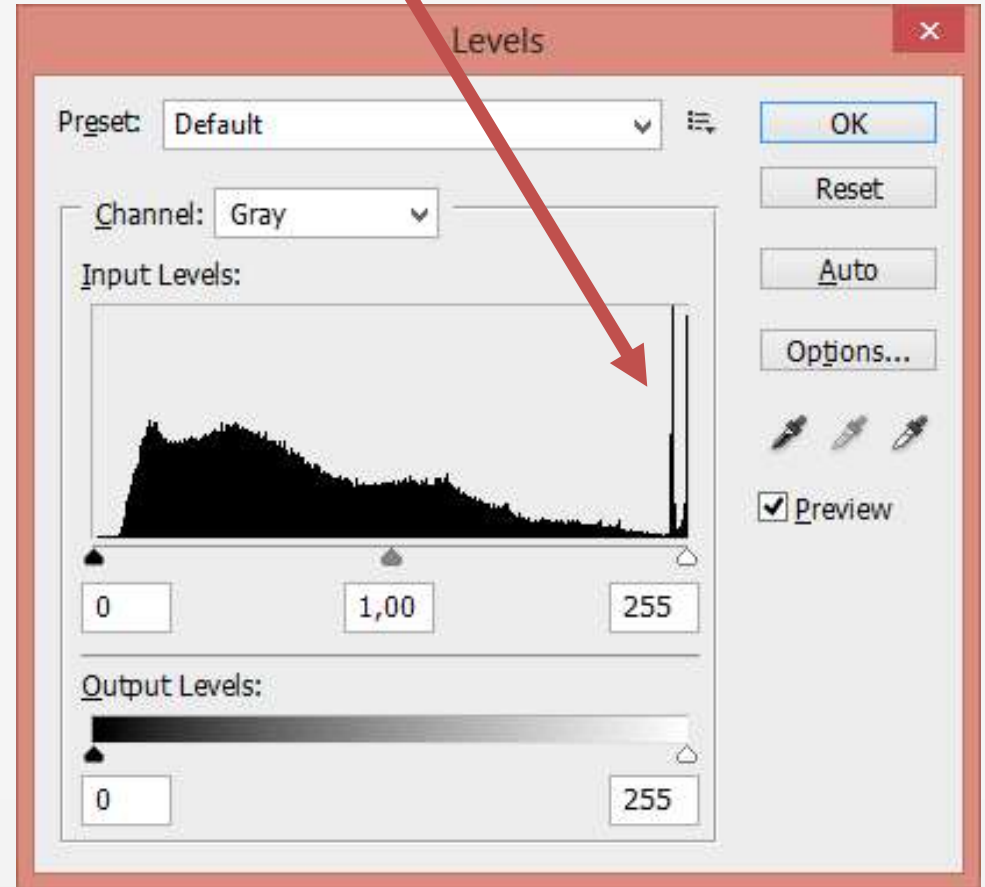 Levels
Preset: Default
OK
Reset
Channel: Gray
Auto
Input Levels:
Options...
Preview
0 1,00 255
Output Levels:
0 255